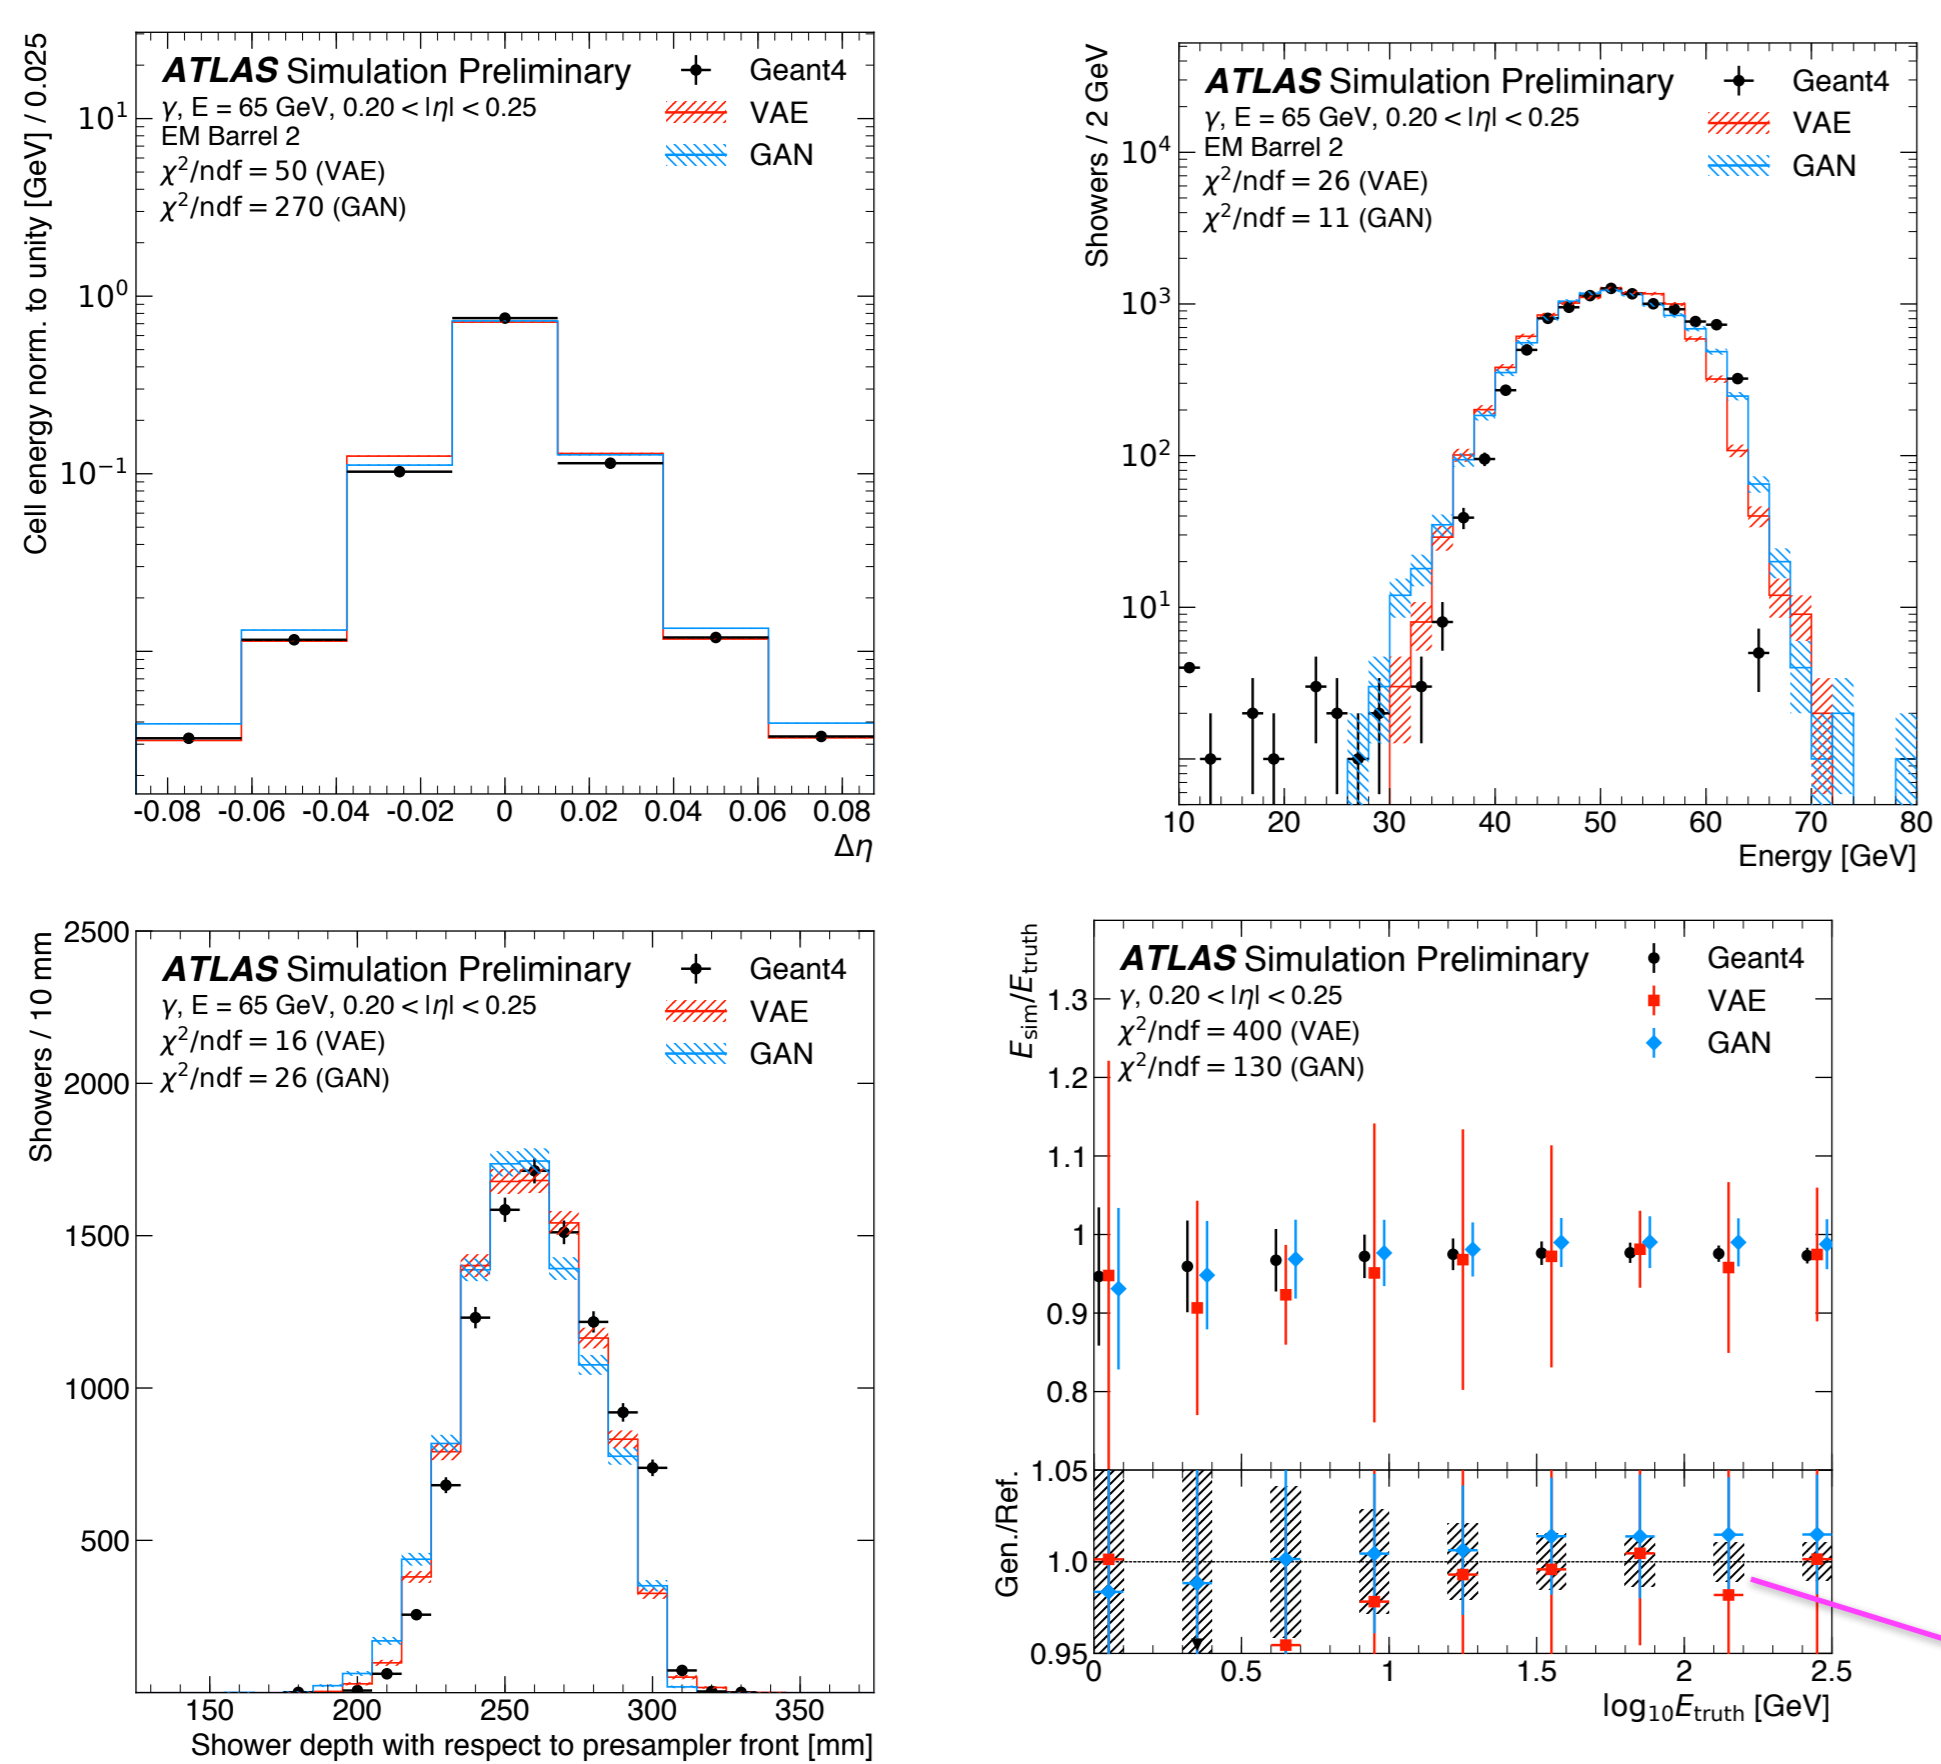 Cell energy norm. to unity [GeV] / 0.025
ATLAS Simulation Preliminary
γ, E = 65 GeV, 0.20 < |η| < 0.25
EM Barrel 2
χ²/ndf = 50 (VAE)
χ²/ndf = 270 (GAN)
Geant4
VAE
GAN
10¹
10⁰
10⁻¹
-0.08 -0.06 -0.04 -0.02 0 0.02 0.04 0.06 0.08
Δη
Showers / 2 GeV
ATLAS Simulation Preliminary
γ, E = 65 GeV, 0.20 < |η| < 0.25
EM Barrel 2
χ²/ndf = 26 (VAE)
χ²/ndf = 11 (GAN)
Geant4
VAE
GAN
10⁴
10³
10²
10¹
10 20 30 40 50 60 70 80
Energy [GeV]
Showers / 10 mm
ATLAS Simulation Preliminary
γ, E = 65 GeV, 0.20 < |η| < 0.25
χ²/ndf = 16 (VAE)
χ²/ndf = 26 (GAN)
Geant4
VAE
GAN
2500
2000
1500
1000
500
150 200 250 300 350
Shower depth with respect to presampler front [mm]
E_sim/E_truth
ATLAS Simulation Preliminary
γ, 0.20 < |η| < 0.25
χ²/ndf = 400 (VAE)
χ²/ndf = 130 (GAN)
Geant4
VAE
GAN
1.3
1.2
1.1
1
0.9
0.8
Gen./Ref.
1.05
1.0
0.95
0 0.5 1 1.5 2 2.5
log₁₀E_truth [GeV]